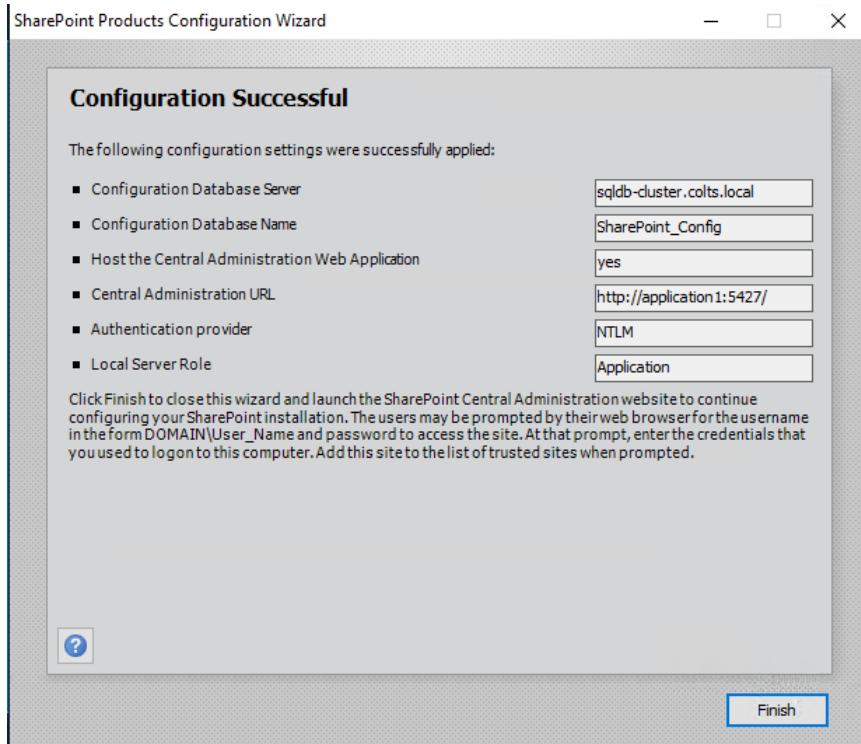 SharePoint Products Configuration Wizard
Configuration Successful
The following configuration settings were successfully applied:
Configuration Database Server sqldb-cluster.colts.local
Configuration Database Name SharePoint_Config
Host the Central Administration Web Application yes
Central Administration URL http://application1:5427/
Authentication provider NTLM
Local Server Role Application
Click Finish to close this wizard and launch the SharePoint Central Administration website to continue
configuring your SharePoint installation. The users may be prompted by their web browser for the username
in the form DOMAIN\User_Name and password to access the site. At that prompt, enter the credentials that
you used to logon to this computer. Add this site to the list of trusted sites when prompted.
?
Finish